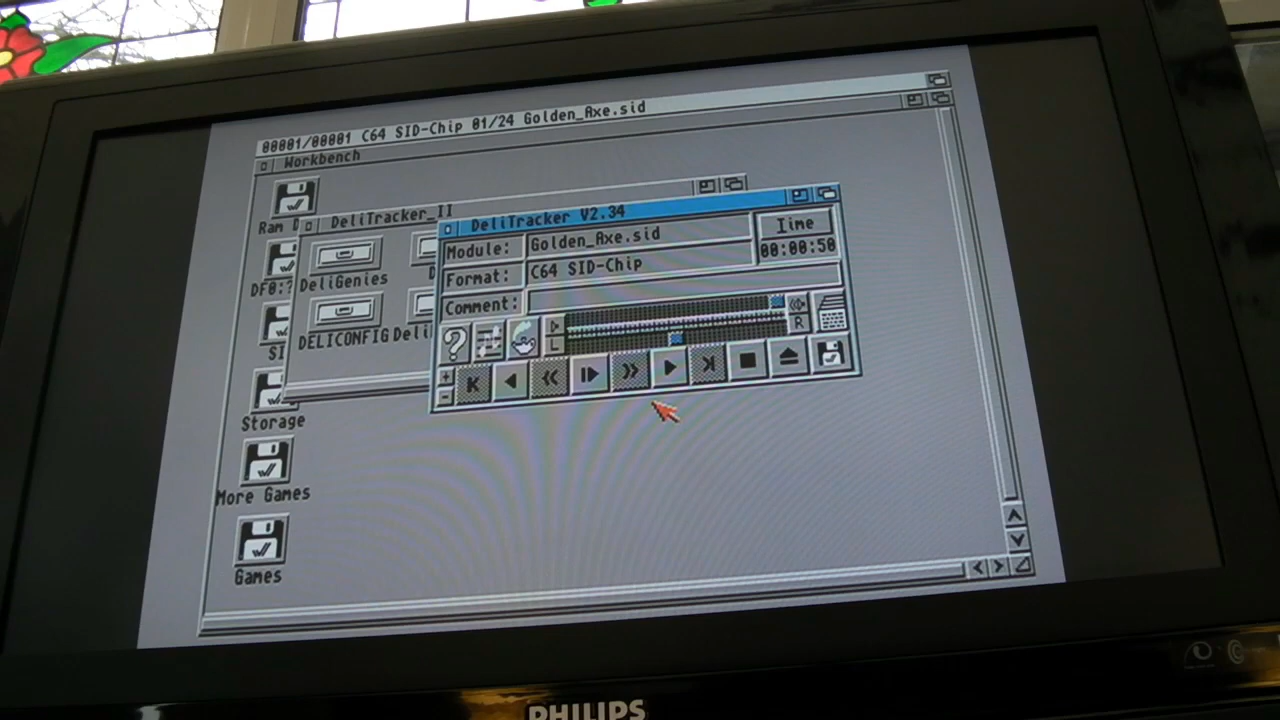 00001/00001 C64 SID-Chip 01/24 Golden_Axe.sid
Workbench
Ram D
DeliTracker_II
DeliTracker V2.34
Module:
Golden_Axe.sid
Time
00:00:50
Format:
C64 SID-Chip
Comment:
DF0:?
DeliGenies
D
DELICONFIG
Deli
SI
L
R
Storage
More Games
Games
PHILIPS